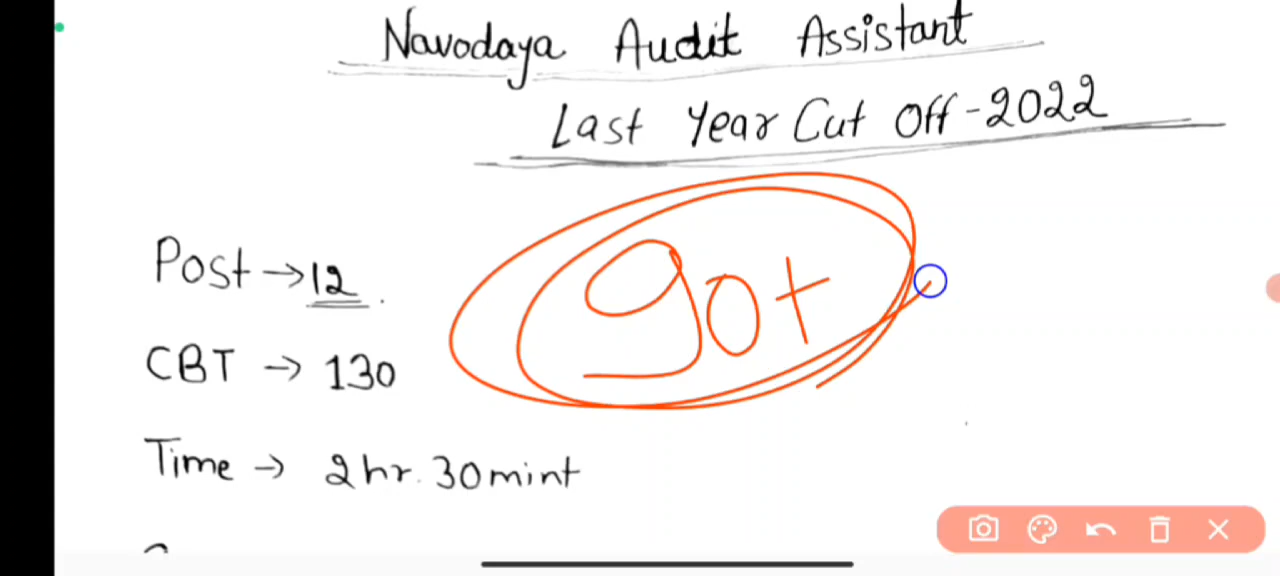 Navodaya Audit Assistant
Last Year Cut Off-2022
90+
Post → 12.
CBT → 130
Time → 2hr. 30mint